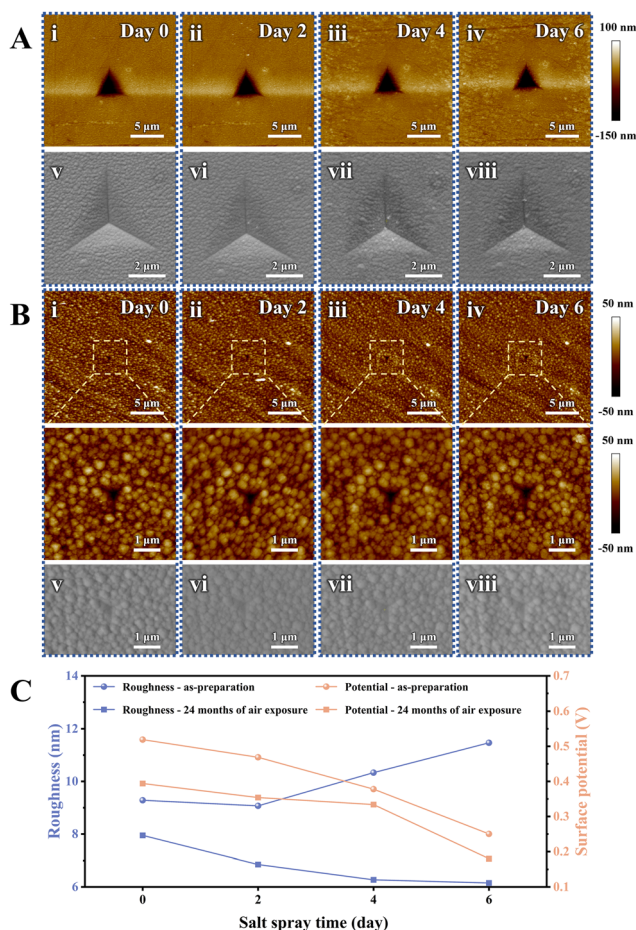 A
i Day 0
ii Day 2
iii Day 4
iv Day 6
5 µm
5 µm
5 µm
5 µm
100 nm
-150 nm
v
vi
vii
viii
2 µm
2 µm
2 µm
2 µm
B
i Day 0
ii Day 2
iii Day 4
iv Day 6
5 µm
5 µm
5 µm
5 µm
50 nm
-50 nm
1 µm
1 µm
1 µm
1 µm
50 nm
-50 nm
v
vi
vii
viii
1 µm
1 µm
1 µm
1 µm
C
Roughness - as-preparation
Potential - as-preparation
Roughness - 24 months of air exposure
Potential - 24 months of air exposure
Roughness (nm)
14
12
10
8
6
0.7
0.6
0.5
0.4
0.3
0.2
0.1
Surface potential (V)
0
2
4
6
Salt spray time (day)